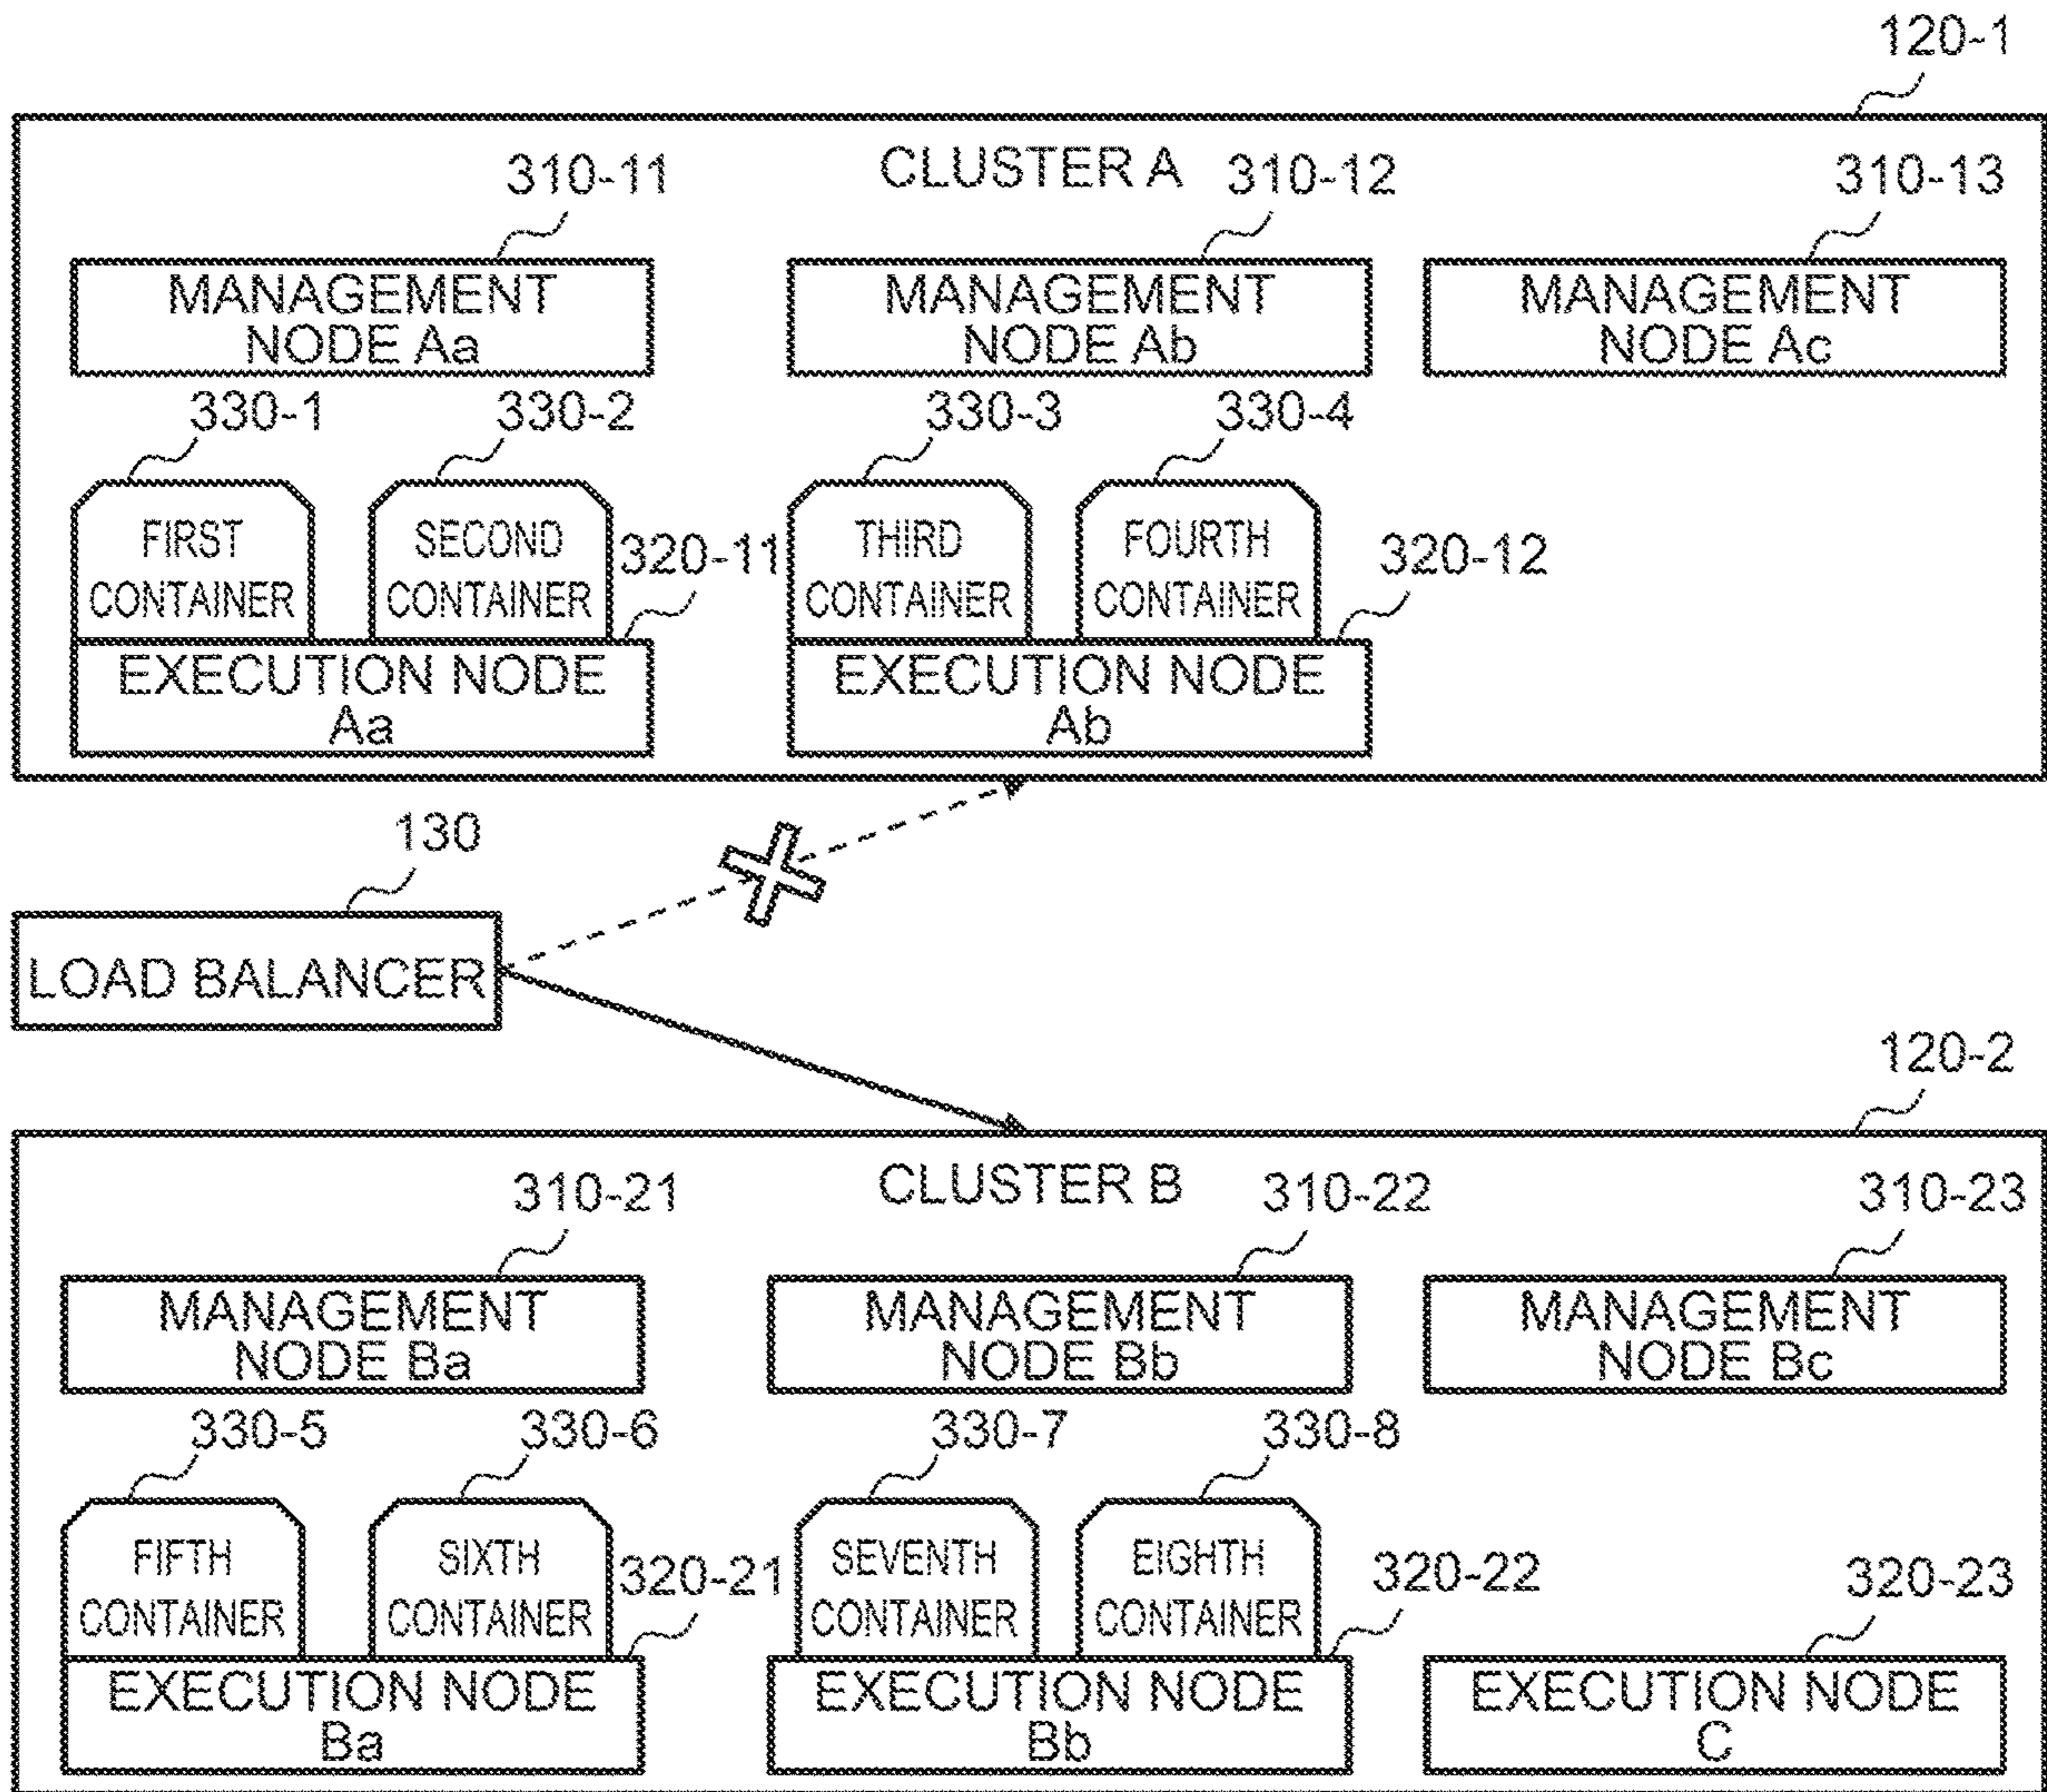 120-1
CLUSTER A
310-11
310-12
310-13
MANAGEMENT
NODE Aa
MANAGEMENT
NODE Ab
MANAGEMENT
NODE Ac
330-1
330-2
330-3
330-4
FIRST
CONTAINER
SECOND
CONTAINER
320-11
THIRD
CONTAINER
FOURTH
CONTAINER
320-12
EXECUTION NODE
Aa
EXECUTION NODE
Ab
130
LOAD BALANCER
120-2
CLUSTER B
310-21
310-22
310-23
MANAGEMENT
NODE Ba
MANAGEMENT
NODE Bb
MANAGEMENT
NODE Bc
330-5
330-6
330-7
330-8
FIFTH
CONTAINER
SIXTH
CONTAINER
320-21
SEVENTH
CONTAINER
EIGHTH
CONTAINER
320-22
320-23
EXECUTION NODE
Ba
EXECUTION NODE
Bb
EXECUTION NODE
C